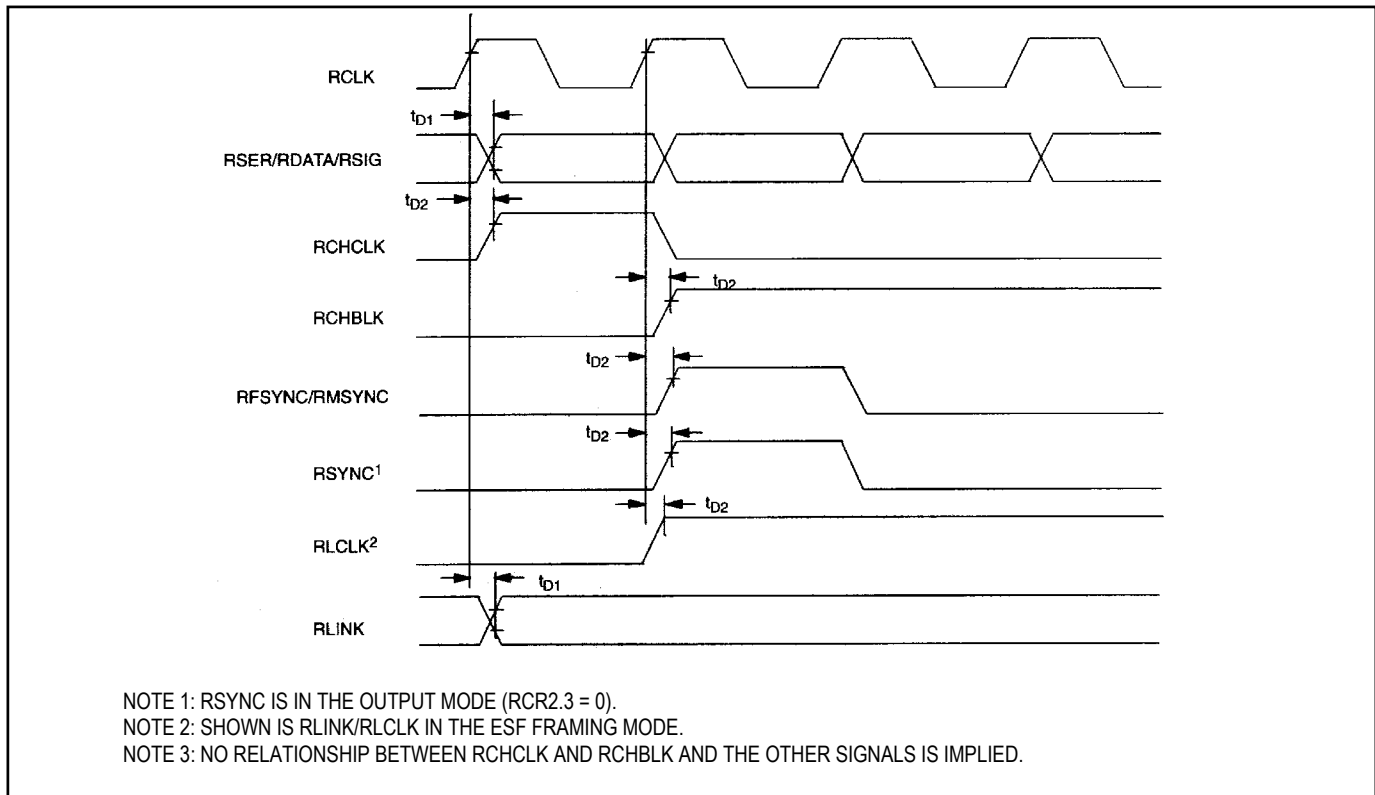 RCLK
tD1
RSER/RDATA/RSIG
tD2
RCHCLK
tD2
RCHBLK
tD2
RFSYNC/RMSYNC
tD2
RSYNC¹
tD2
RLCLK²
tD1
RLINK
NOTE 1: RSYNC IS IN THE OUTPUT MODE (RCR2.3 = 0).
NOTE 2: SHOWN IS RLINK/RLCLK IN THE ESF FRAMING MODE.
NOTE 3: NO RELATIONSHIP BETWEEN RCHCLK AND RCHBLK AND THE OTHER SIGNALS IS IMPLIED.